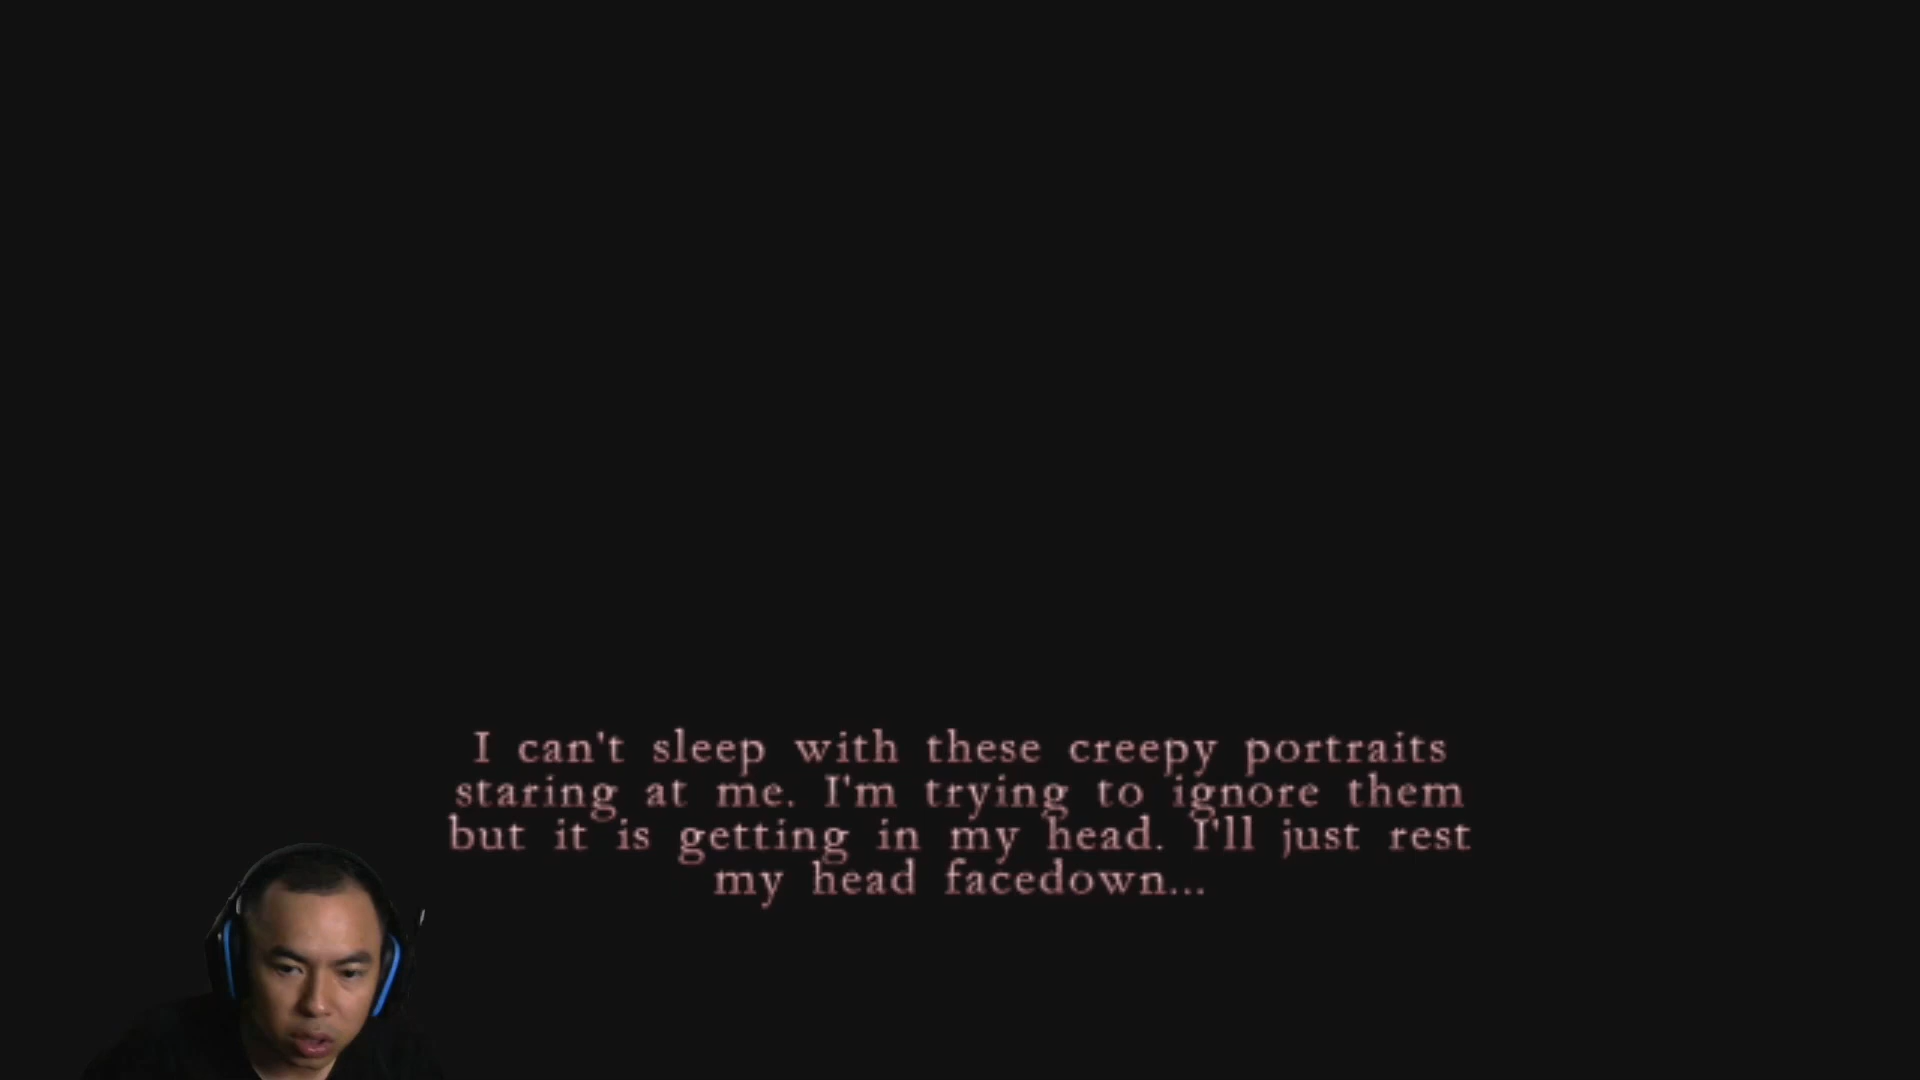 I can't sleep with these creepy portraits
staring at me. I'm trying to ignore them
but it is getting in my head. I'll just rest
my head facedown...